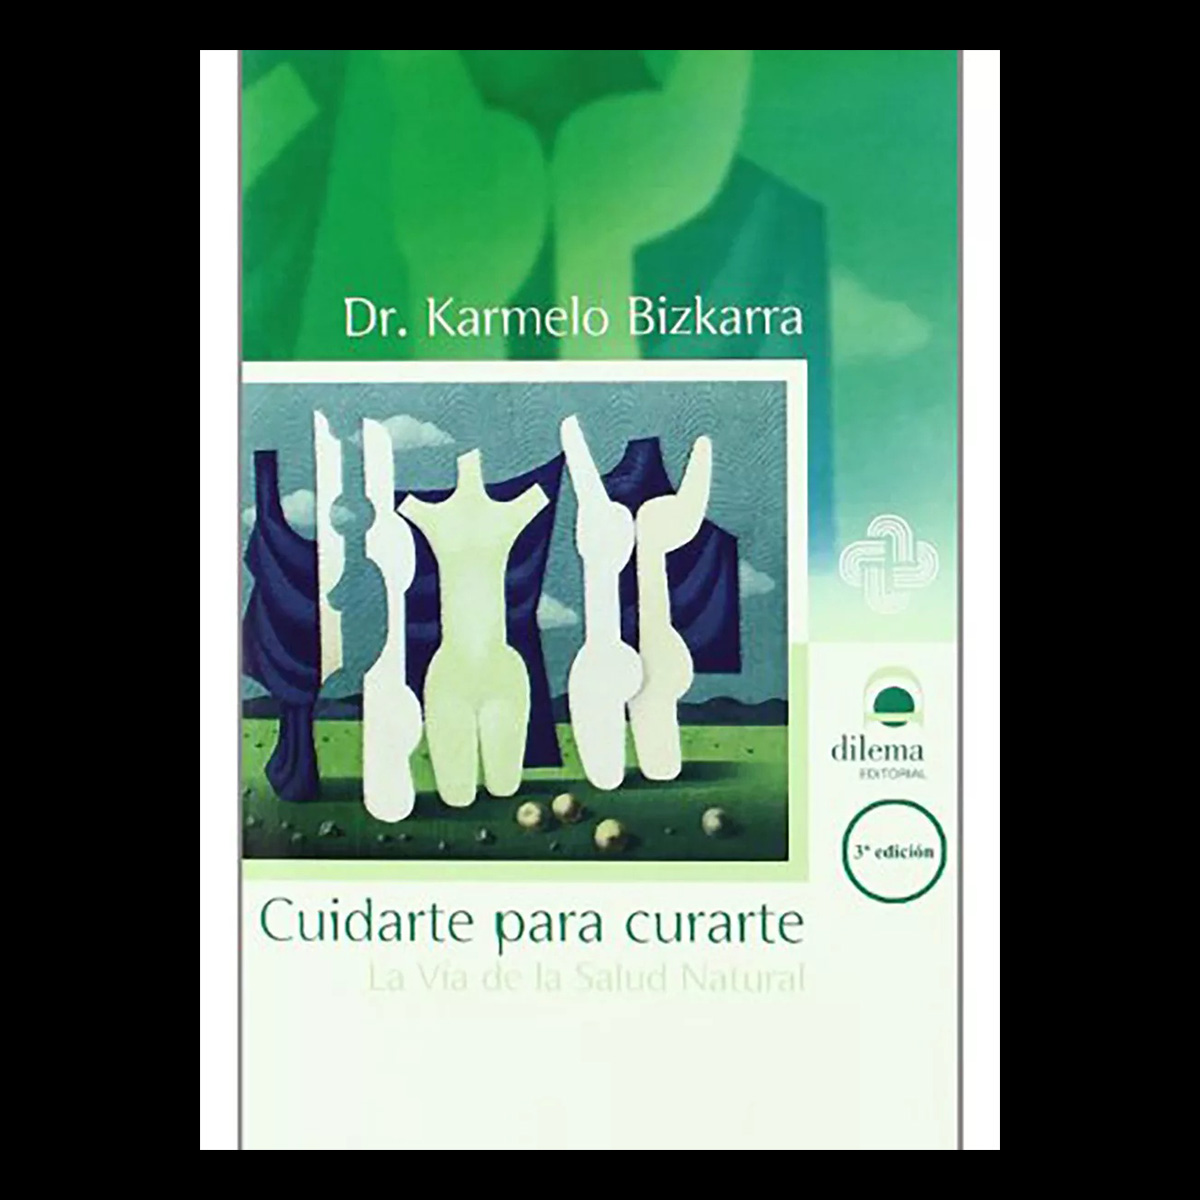 Dr. Karmelo Bizkarra
dilema
EDITORIAL
3ª edición
Cuidarte para curarte
La Vía de la Salud Natural